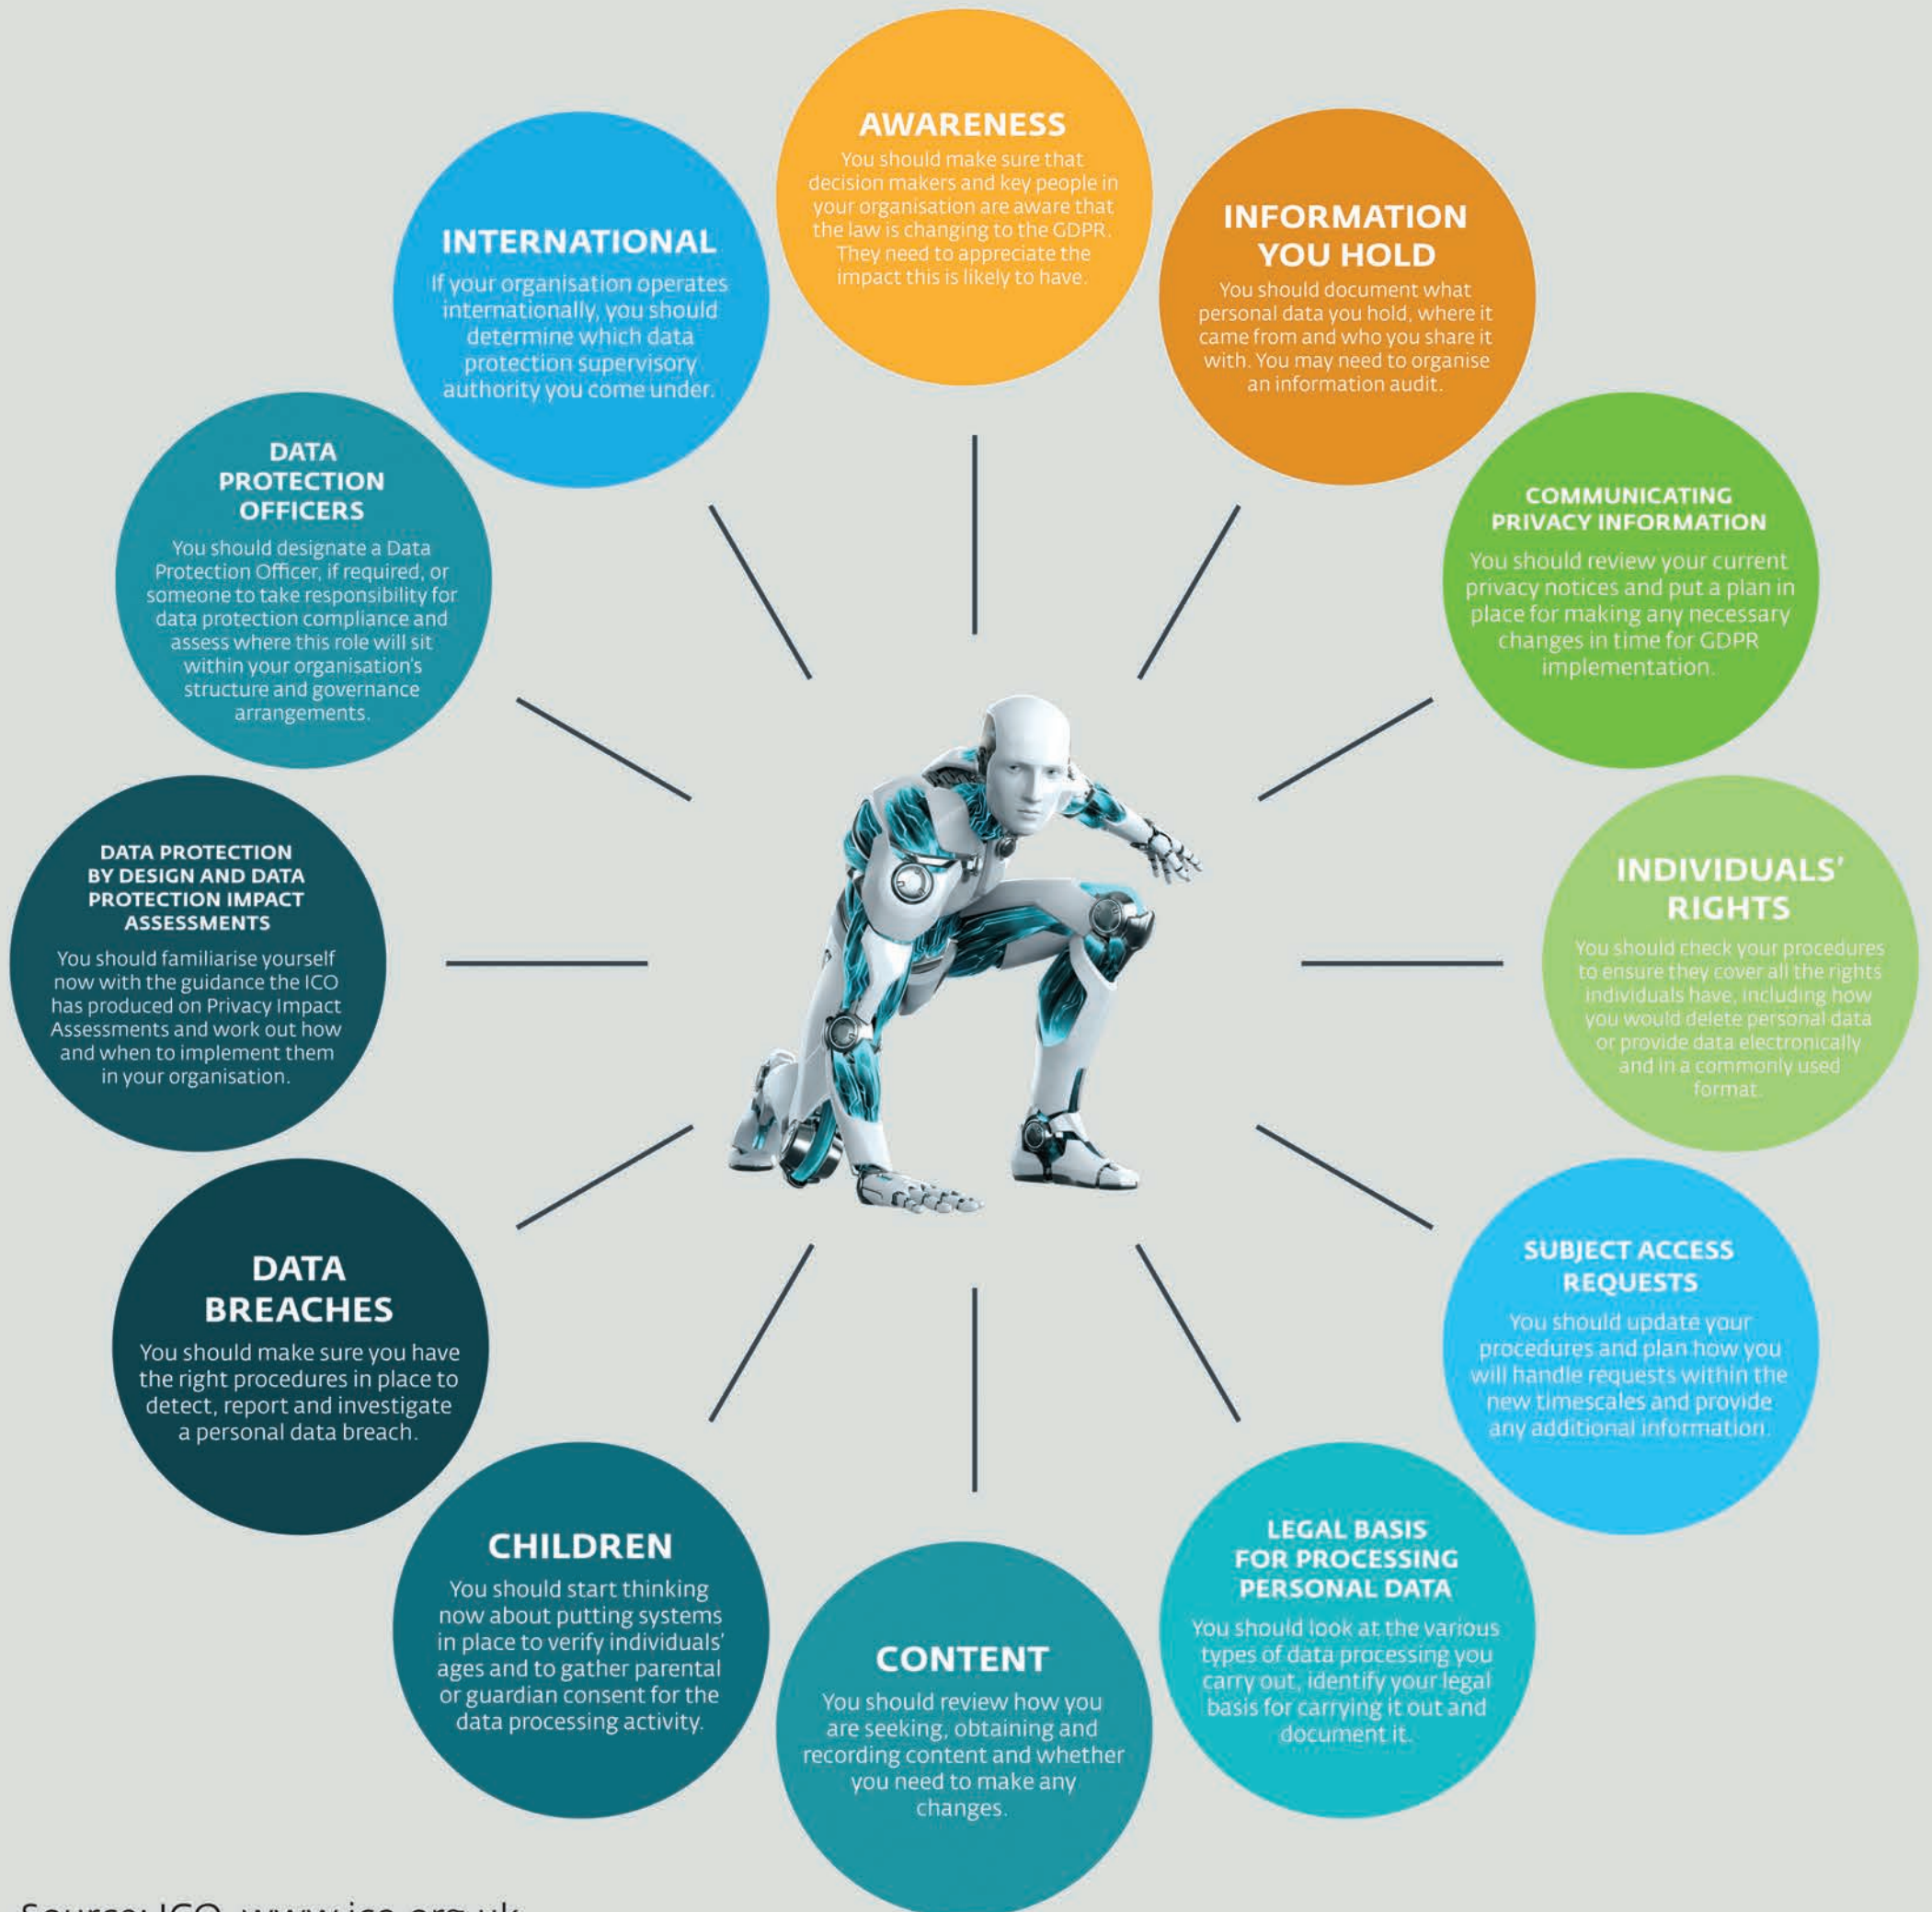 AWARENESS
You should make sure that
decision makers and key people in
your organisation are aware that
the law is changing to the GDPR.
They need to appreciate the
impact this is likely to have.
INFORMATION
YOU HOLD
You should document what
personal data you hold, where it
came from and who you share it
with. You may need to organise
an information audit.
COMMUNICATING
PRIVACY INFORMATION
You should review your current
privacy notices and put a plan in
place for making any necessary
changes in time for GDPR
implementation.
INDIVIDUALS'
RIGHTS
You should check your procedures
to ensure they cover all the rights
individuals have, including how
you would delete personal data
or provide data electronically
and in a commonly used
format.
SUBJECT ACCESS
REQUESTS
You should update your
procedures and plan how you
will handle requests within the
new timescales and provide
any additional information.
LEGAL BASIS
FOR PROCESSING
PERSONAL DATA
You should look at the various
types of data processing you
carry out, identify your legal
basis for carrying it out and
document it.
CONTENT
You should review how you
are seeking, obtaining and
recording content and whether
you need to make any
changes.
CHILDREN
You should start thinking
now about putting systems
in place to verify individuals'
ages and to gather parental
or guardian consent for the
data processing activity.
DATA
BREACHES
You should make sure you have
the right procedures in place to
detect, report and investigate
a personal data breach.
DATA PROTECTION
BY DESIGN AND DATA
PROTECTION IMPACT
ASSESSMENTS
You should familiarise yourself
now with the guidance the ICO
has produced on Privacy Impact
Assessments and work out how
and when to implement them
in your organisation.
DATA
PROTECTION
OFFICERS
You should designate a Data
Protection Officer, if required, or
someone to take responsibility for
data protection compliance and
assess where this role will sit
within your organisation's
structure and governance
arrangements.
INTERNATIONAL
If your organisation operates
internationally, you should
determine which data
protection supervisory
authority you come under.
Source: ICO, www.ico.org.uk